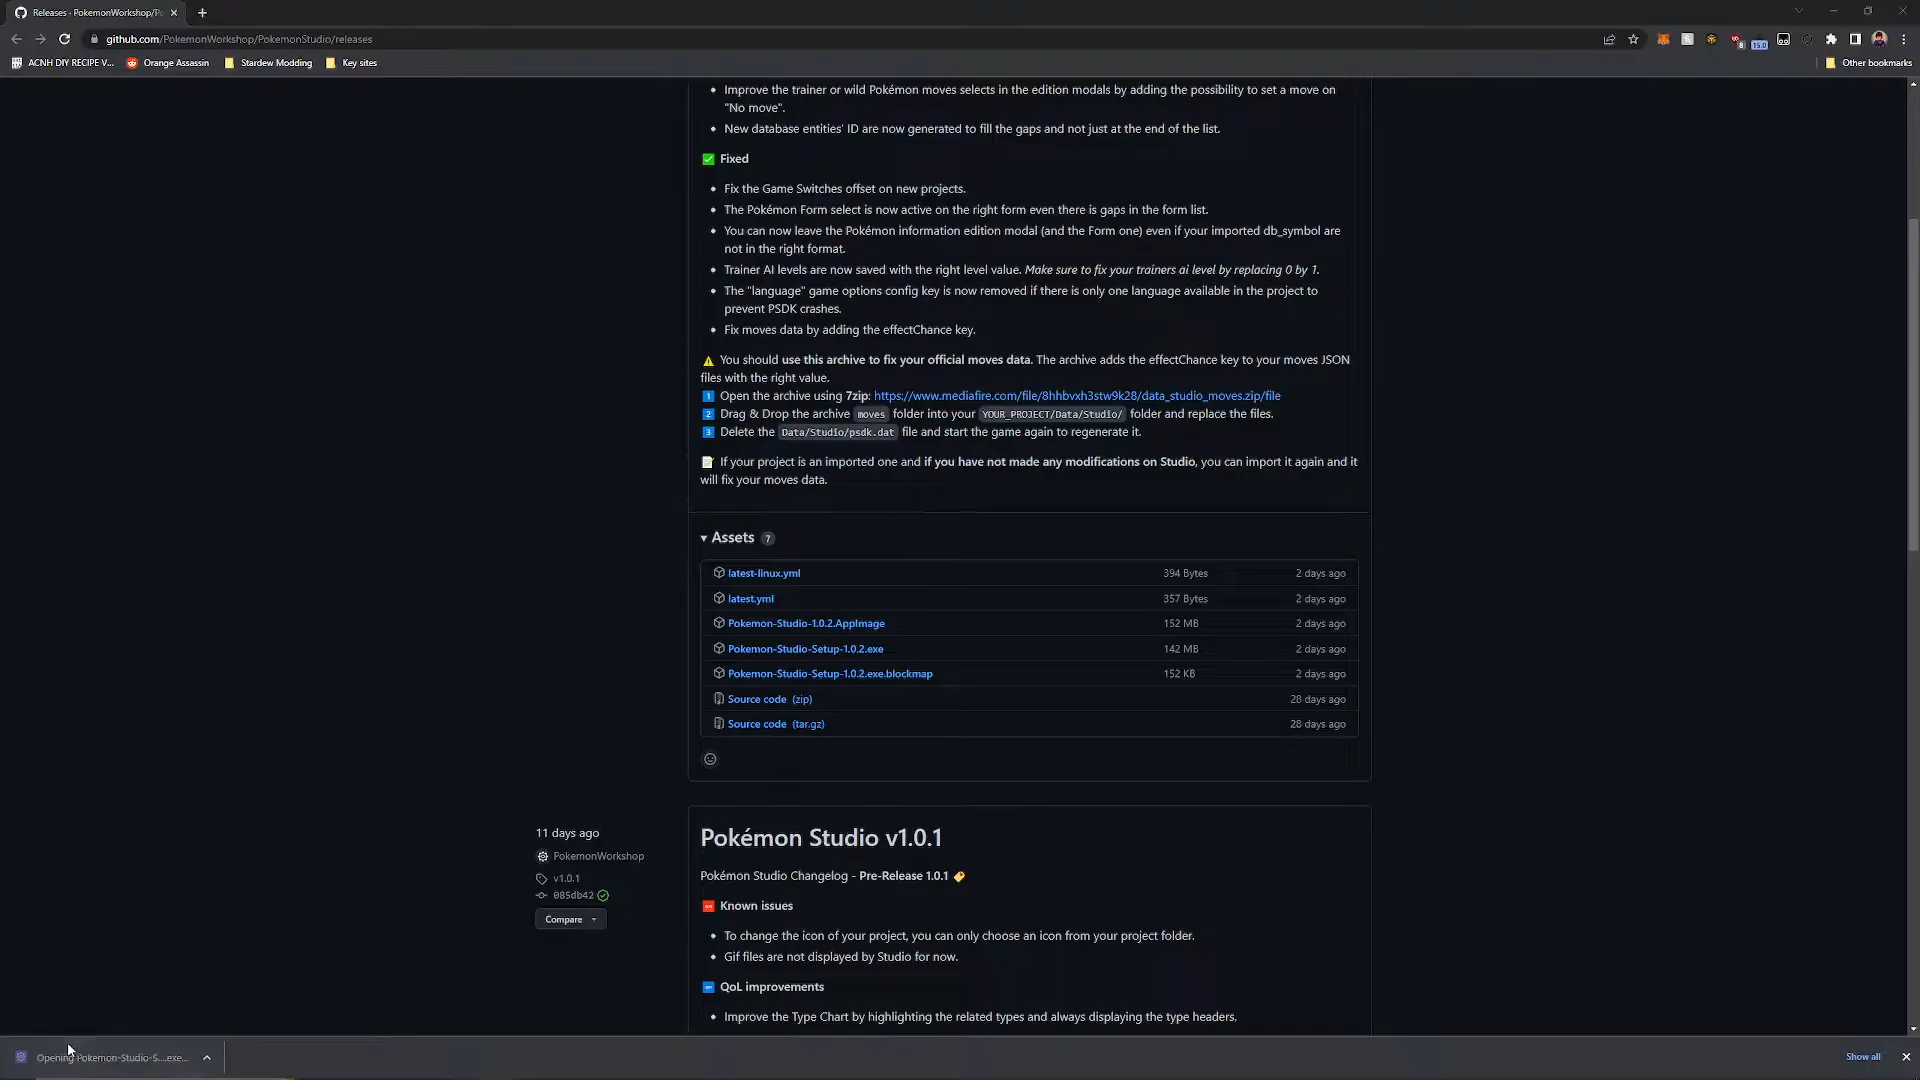 Releases · PokemonWorkshop/Po
github.com/PokemonWorkshop/PokemonStudio/releases
8
15.0
ACNH DIY RECIPE V...
Orange Assassin
Stardew Modding
Key sites
Other bookmarks
• Improve the trainer or wild Pokémon moves selects in the edition modals by adding the possibility to set a move on
"No move".
• New database entities' ID are now generated to fill the gaps and not just at the end of the list.
✅ Fixed
• Fix the Game Switches offset on new projects.
• The Pokémon Form select is now active on the right form even there is gaps in the form list.
• You can now leave the Pokémon information edition modal (and the Form one) even if your imported db_symbol are
not in the right format.
• Trainer AI levels are now saved with the right level value. Make sure to fix your trainers ai level by replacing 0 by 1.
• The "language" game options config key is now removed if there is only one language available in the project to
prevent PSDK crashes.
• Fix moves data by adding the effectChance key.
⚠️ You should use this archive to fix your official moves data. The archive adds the effectChance key to your moves JSON
files with the right value.
1 Open the archive using 7zip: https://www.mediafire.com/file/8hhbvxh3stw9k28/data_studio_moves.zip/file
2 Drag & Drop the archive moves folder into your YOUR_PROJECT/Data/Studio/ folder and replace the files.
3 Delete the Data/Studio/psdk.dat file and start the game again to regenerate it.
📝 If your project is an imported one and if you have not made any modifications on Studio, you can import it again and it
will fix your moves data.
Assets 7
latest-linux.yml 394 Bytes 2 days ago
latest.yml 357 Bytes 2 days ago
Pokemon-Studio-1.0.2.AppImage 152 MB 2 days ago
Pokemon-Studio-Setup-1.0.2.exe 142 MB 2 days ago
Pokemon-Studio-Setup-1.0.2.exe.blockmap 152 KB 2 days ago
Source code (zip) 28 days ago
Source code (tar.gz) 28 days ago
11 days ago
PokemonWorkshop
v1.0.1
085db42
Compare
Pokémon Studio v1.0.1
Pokémon Studio Changelog - Pre-Release 1.0.1
Known issues
• To change the icon of your project, you can only choose an icon from your project folder.
• Gif files are not displayed by Studio for now.
QoL improvements
• Improve the Type Chart by highlighting the related types and always displaying the type headers.
Opening Pokemon-Studio-S....exe...
Show all